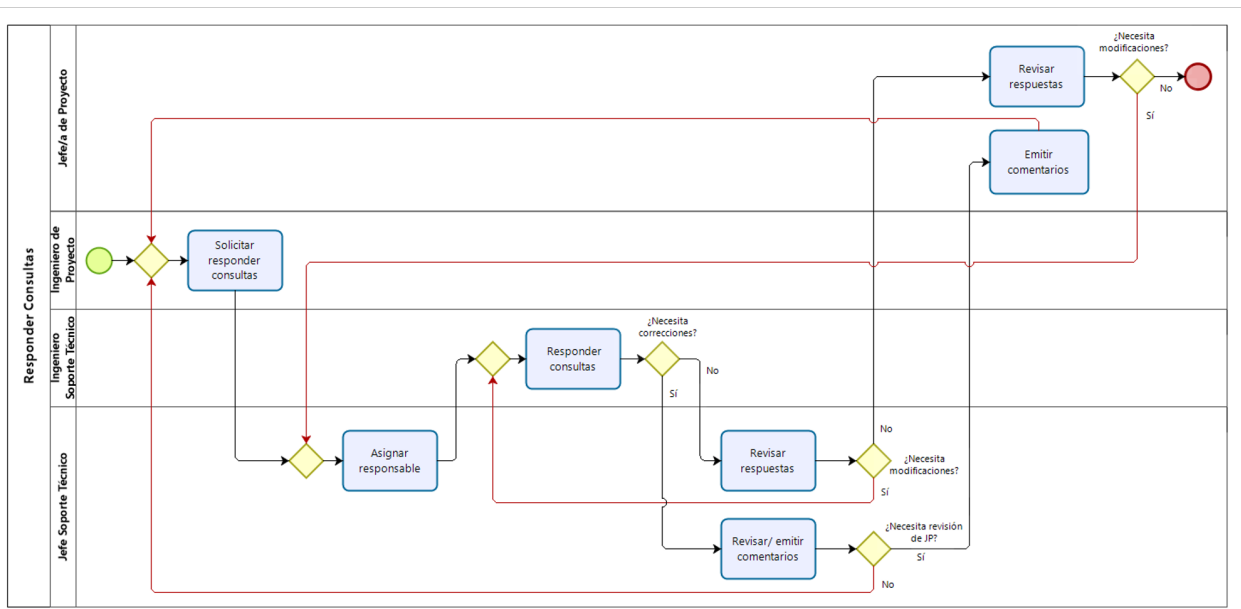 Responder Consultas
Jefe/a de Proyecto
¿Necesita
modificaciones?
Revisar
respuestas
No
Sí
Emitir
comentarios
Ingeniero de
Proyecto
Solicitar
responder
consultas
Ingeniero
Soporte Técnico
¿Necesita
correcciones?
Responder
consultas
No
Sí
Jefe Soporte Técnico
Asignar
responsable
Revisar
respuestas
No
¿Necesita
modificaciones?
Sí
Revisar/ emitir
comentarios
¿Necesita revisión
de JP?
Sí
No